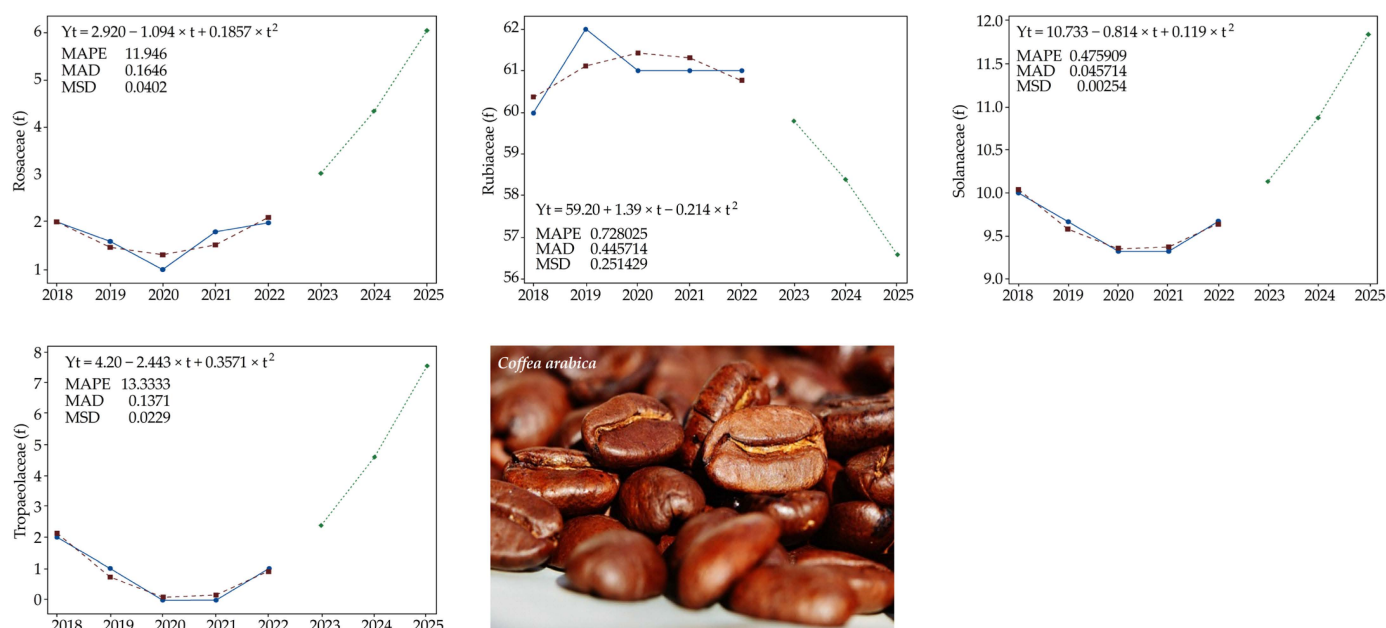 Yt = 2.920 − 1.094 × t + 0.1857 × t²
MAPE 11.946
MAD 0.1646
MSD 0.0402
Rosaceae (f)
6
5
4
3
2
1
2018 2019 2020 2021 2022 2023 2024 2025
Yt = 59.20 + 1.39 × t − 0.214 × t²
MAPE 0.728025
MAD 0.445714
MSD 0.251429
Rubiaceae (f)
62
61
60
59
58
57
56
2018 2019 2020 2021 2022 2023 2024 2025
Yt = 10.733 − 0.814 × t + 0.119 × t²
MAPE 0.475909
MAD 0.045714
MSD 0.00254
Solanaceae (f)
12.0
11.5
11.0
10.5
10.0
9.5
9.0
2018 2019 2020 2021 2022 2023 2024 2025
Yt = 4.20 − 2.443 × t + 0.3571 × t²
MAPE 13.3333
MAD 0.1371
MSD 0.0229
Tropaeolaceae (f)
8
7
6
5
4
3
2
1
0
2018 2019 2020 2021 2022 2023 2024 2025
Coffea arabica